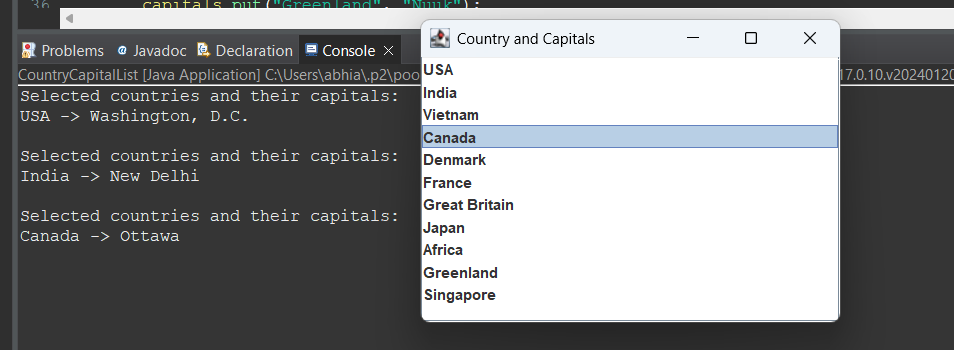 36 capitals.put("Greenland", "Nuuk");
Problems Javadoc Declaration Console
CountryCapitalList [Java Application] C:\Users\abhia\.p2\poo
17.0.10.v20240120
Selected countries and their capitals:
USA -> Washington, D.C.
Selected countries and their capitals:
India -> New Delhi
Selected countries and their capitals:
Canada -> Ottawa
Country and Capitals
USA
India
Vietnam
Canada
Denmark
France
Great Britain
Japan
Africa
Greenland
Singapore